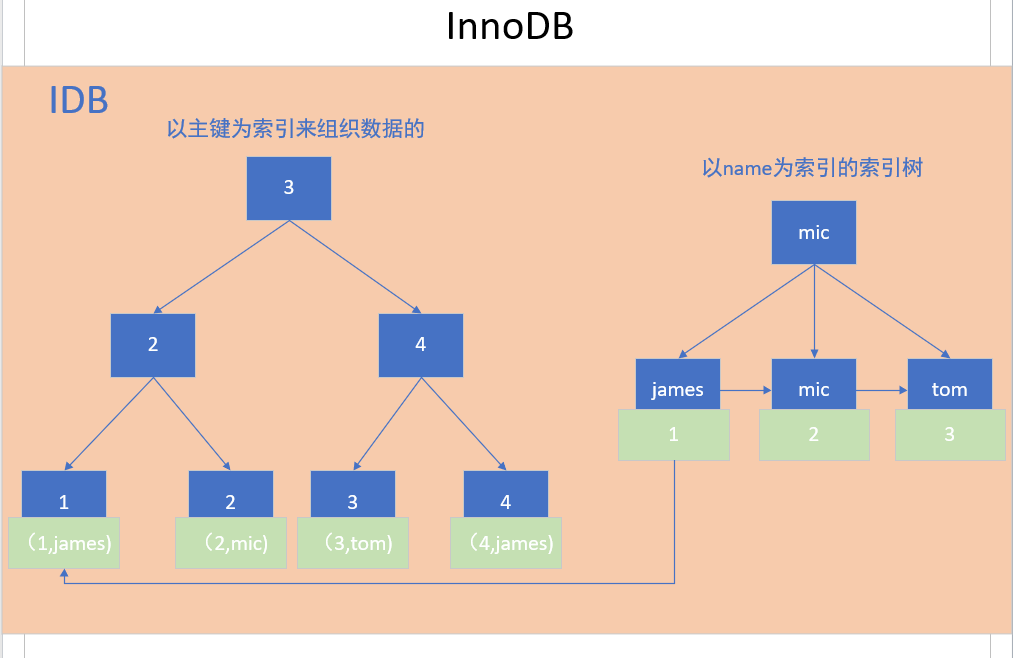 InnoDB
IDB
以主键为索引来组织数据的
以name为索引的索引树
3
mic
2
4
james
mic
tom
1
2
3
1
2
3
4
（1,james)
（2,mic)
（3,tom)
（4,james)